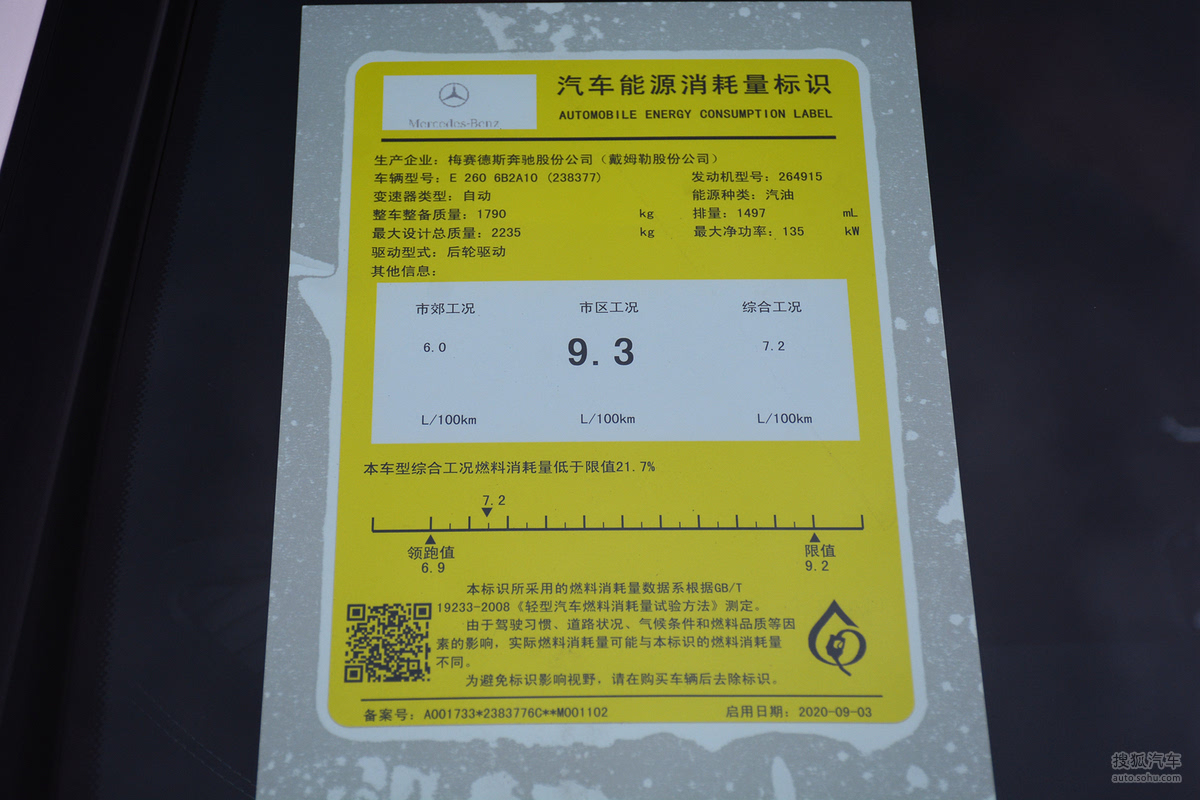 Mercedes-Benz
汽车能源消耗量标识
AUTOMOBILE ENERGY CONSUMPTION LABEL
生产企业：梅赛德斯奔驰股份公司（戴姆勒股份公司）
车辆型号：E 260 6B2A10 (238377) 发动机型号：264915
变速器类型：自动 能源种类：汽油
整车整备质量：1790 kg 排量：1497 mL
最大设计总质量：2235 kg 最大净功率：135 kW
驱动型式：后轮驱动
其他信息：
市郊工况 市区工况 综合工况
6.0 9.3 7.2
L/100km L/100km L/100km
本车型综合工况燃料消耗量低于限值21.7%
7.2
领跑值 限值
6.9 9.2
本标识所采用的燃料消耗量数据系根据GB/T
19233-2008《轻型汽车燃料消耗量试验方法》测定。
由于驾驶习惯、道路状况、气候条件和燃料品质等因
素的影响，实际燃料消耗量可能与本标识的燃料消耗量
不同。
为避免标识影响视野，请在购买车辆后去除标识。
备案号：A001733*2383776C**M001102 启用日期：2020-09-03
搜狐汽车
auto.sohu.com